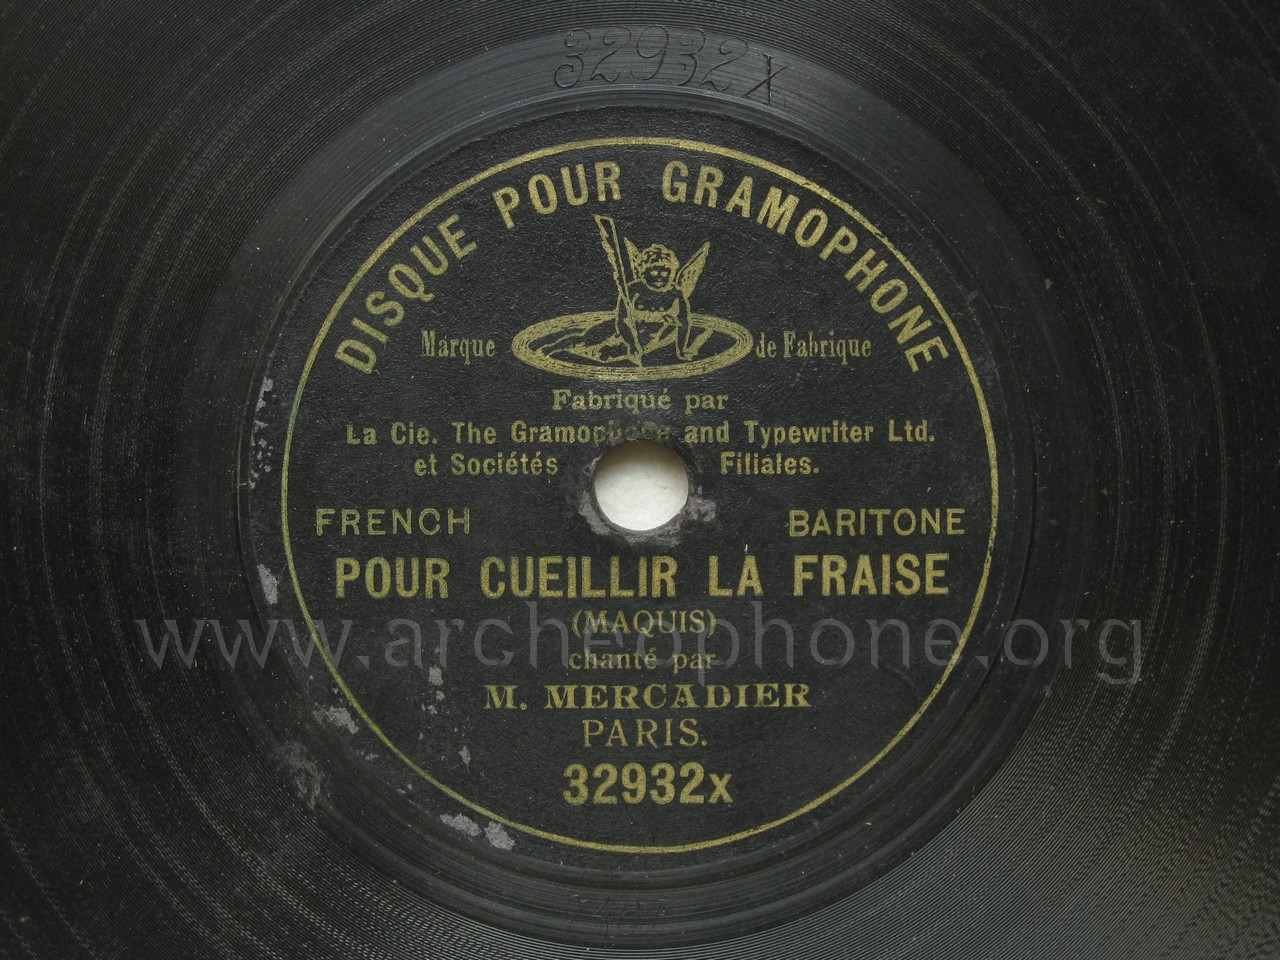 32932X
DISQUE POUR GRAMOPHONE
Marque de Fabrique
Fabriqué par
La Cie. The Gramophone and Typewriter Ltd.
et Sociétés Filiales.
FRENCH BARITONE
POUR CUEILLIR LA FRAISE
(MAQUIS)
www.archeophone.org
chanté par
M. MERCADIER
PARIS.
32932x